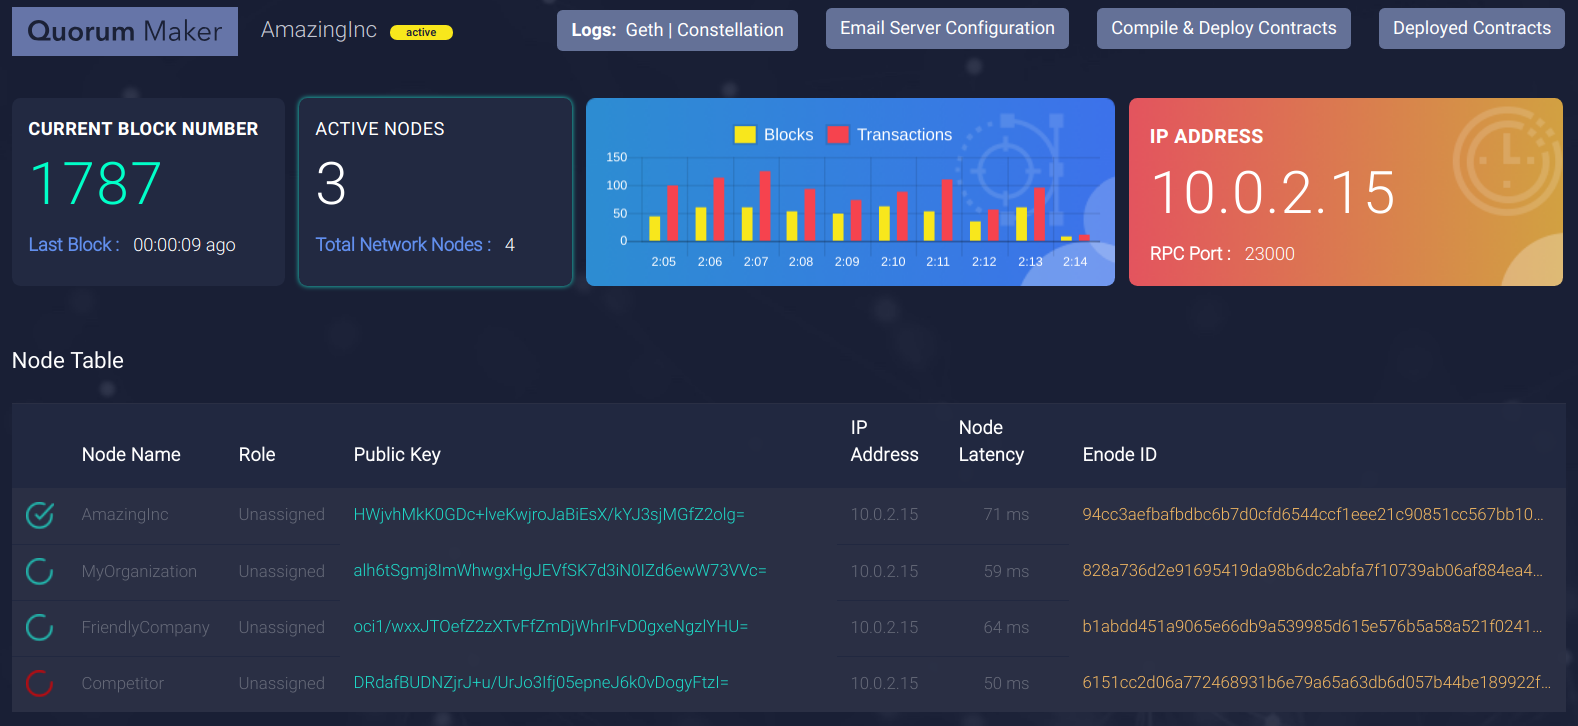 Quorum Maker AmazingInc active Logs: Geth | Constellation Email Server Configuration Compile & Deploy Contracts Deployed Contracts
CURRENT BLOCK NUMBER
1787
Last Block : 00:00:09 ago
ACTIVE NODES
3
Total Network Nodes : 4
Blocks Transactions
150
100
50
0
2:05 2:06 2:07 2:08 2:09 2:10 2:11 2:12 2:13 2:14
IP ADDRESS
10.0.2.15
RPC Port : 23000
Node Table
Node Name Role Public Key IP Address Node Latency Enode ID
AmazingInc Unassigned HWjvhMkK0GDc+lveKwjroJaBiEsX/kYJ3sjMGfZ2olg= 10.0.2.15 71 ms 94cc3aefbafbdbc6b7d0cfd6544ccf1eee21c90851cc567bb10...
MyOrganization Unassigned alh6tSgmj8ImWhwgxHgJEVfSK7d3iN0IZd6ewW73VVc= 10.0.2.15 59 ms 828a736d2e91695419da98b6dc2abfa7f10739ab06af884ea4...
FriendlyCompany Unassigned oci1/wxxJTOefZ2zXTvFfZmDjWhrIFvD0gxeNgzlYHU= 10.0.2.15 64 ms b1abdd451a9065e66db9a539985d615e576b5a58a521f0241...
Competitor Unassigned DRdafBUDNZjrJ+u/UrJo3Ifj05epneJ6k0vDogyFtzI= 10.0.2.15 50 ms 6151cc2d06a772468931b6e79a65a63db6d057b44be189922f...